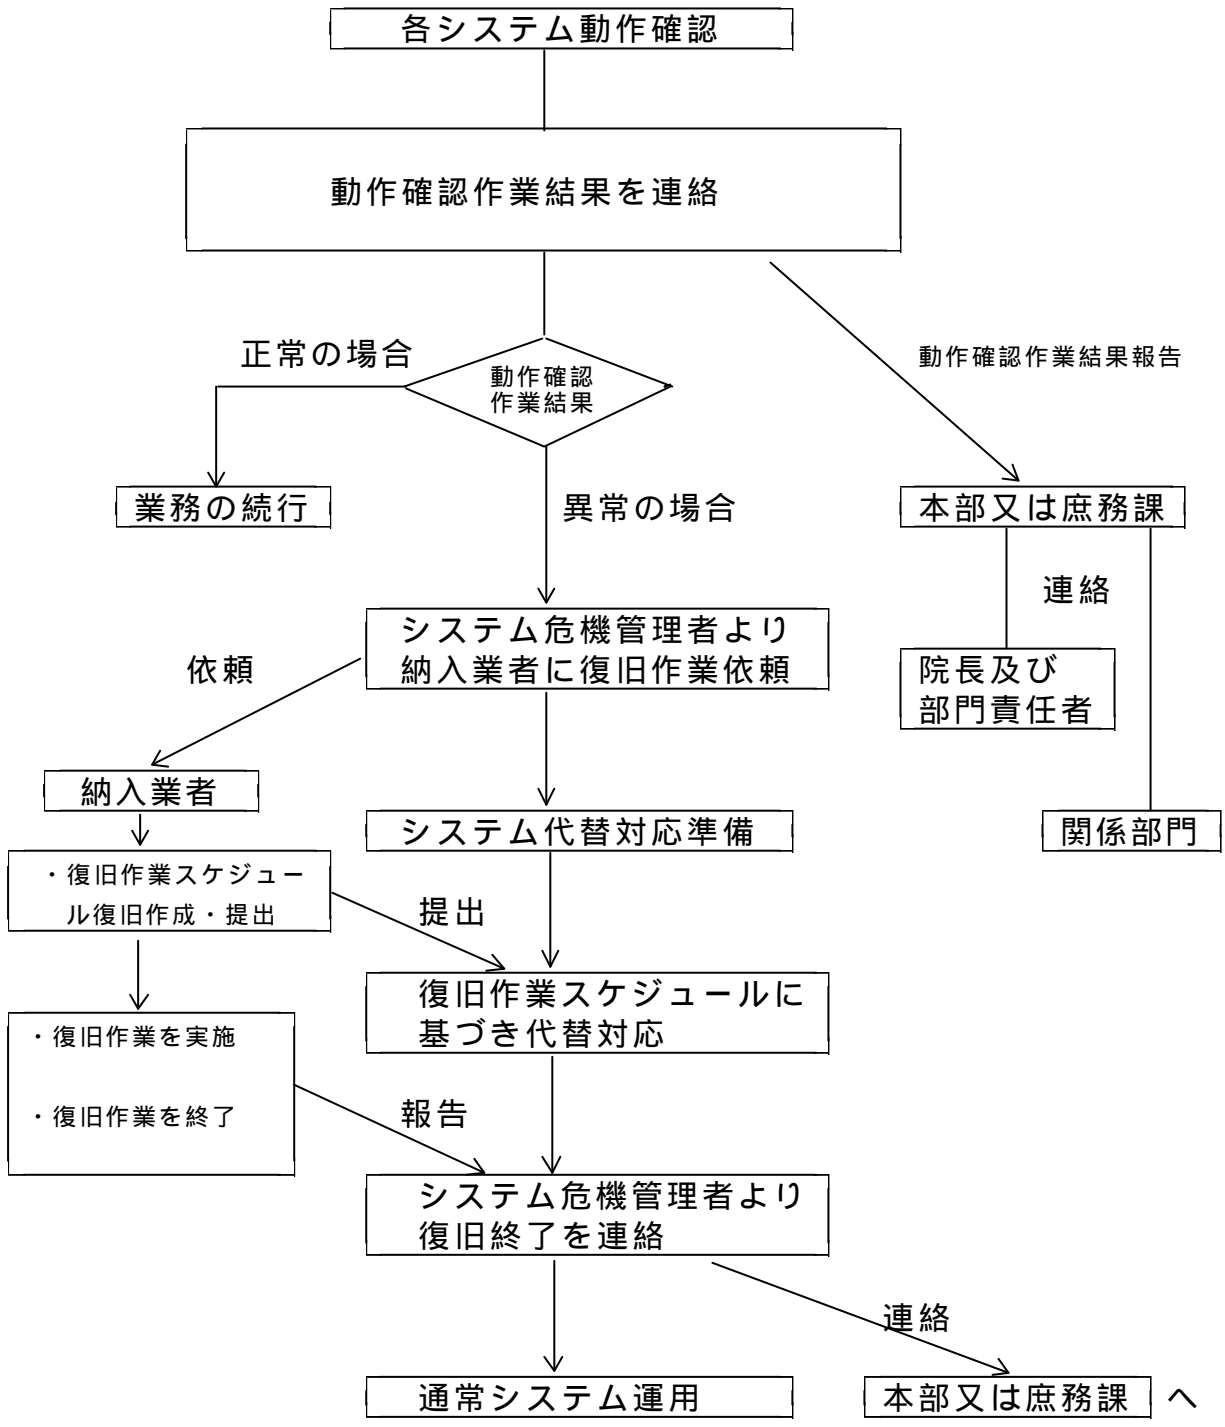 各システム動作確認
動作確認作業結果を連絡
正常の場合
動作確認
作業結果
動作確認作業結果報告
業務の続行
異常の場合
本部又は庶務課
連絡
システム危機管理者より
納入業者に復旧作業依頼
依頼
院長及び
部門責任者
納入業者
システム代替対応準備
関係部門
・復旧作業スケジュー
ル復旧作成・提出
提出
復旧作業スケジュールに
基づき代替対応
・復旧作業を実施
・復旧作業を終了
報告
システム危機管理者より
復旧終了を連絡
連絡
通常システム運用
本部又は庶務課 へ